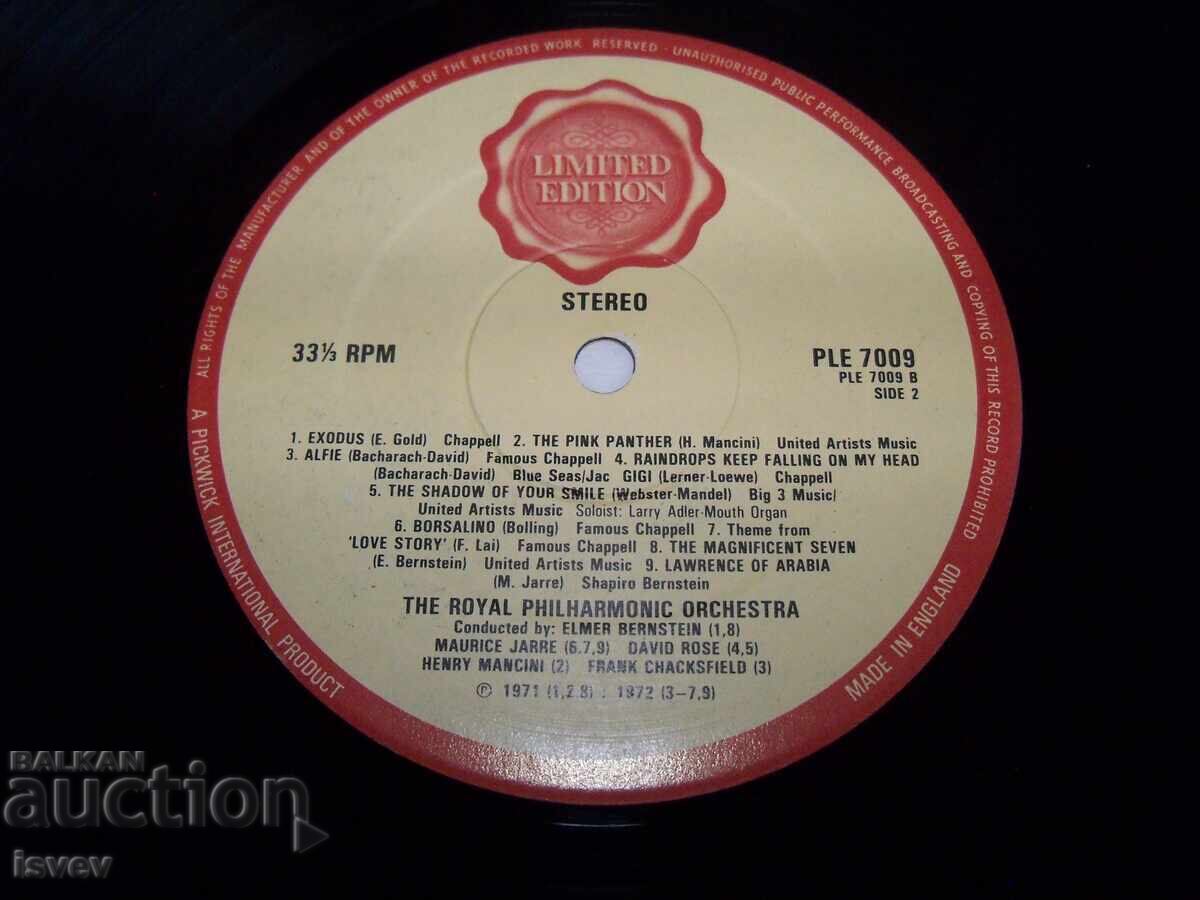 ALL RIGHTS OF THE MANUFACTURER AND OF THE OWNER OF THE RECORDED WORK RESERVED · UNAUTHORISED PUBLIC PERFORMANCE BROADCASTING AND COPYING OF THIS RECORD PROHIBITED
LIMITED
EDITION
STEREO
33⅓ RPM
PLE 7009
PLE 7009 B
SIDE 2
1. EXODUS (E. Gold) Chappell 2. THE PINK PANTHER (H. Mancini) United Artists Music
3. ALFIE (Bacharach-David) Famous Chappell 4. RAINDROPS KEEP FALLING ON MY HEAD
(Bacharach-David) Blue Seas/Jac GIGI (Lerner-Loewe) Chappell
5. THE SHADOW OF YOUR SMILE (Webster-Mandel) Big 3 Music/
United Artists Music Soloist: Larry Adler-Mouth Organ
6. BORSALINO (Bolling) Famous Chappell 7. Theme from
'LOVE STORY' (F. Lai) Famous Chappell 8. THE MAGNIFICENT SEVEN
(E. Bernstein) United Artists Music 9. LAWRENCE OF ARABIA
(M. Jarre) Shapiro Bernstein
THE ROYAL PHILHARMONIC ORCHESTRA
Conducted by: ELMER BERNSTEIN (1,8)
MAURICE JARRE (6.7,9) DAVID ROSE (4,5)
HENRY MANCINI (2) FRANK CHACKSFIELD (3)
℗ 1971 (1,2,8) : 1972 (3-7,9)
A PICKWICK INTERNATIONAL PRODUCT
MADE IN ENGLAND
BALKAN
auction
isvev